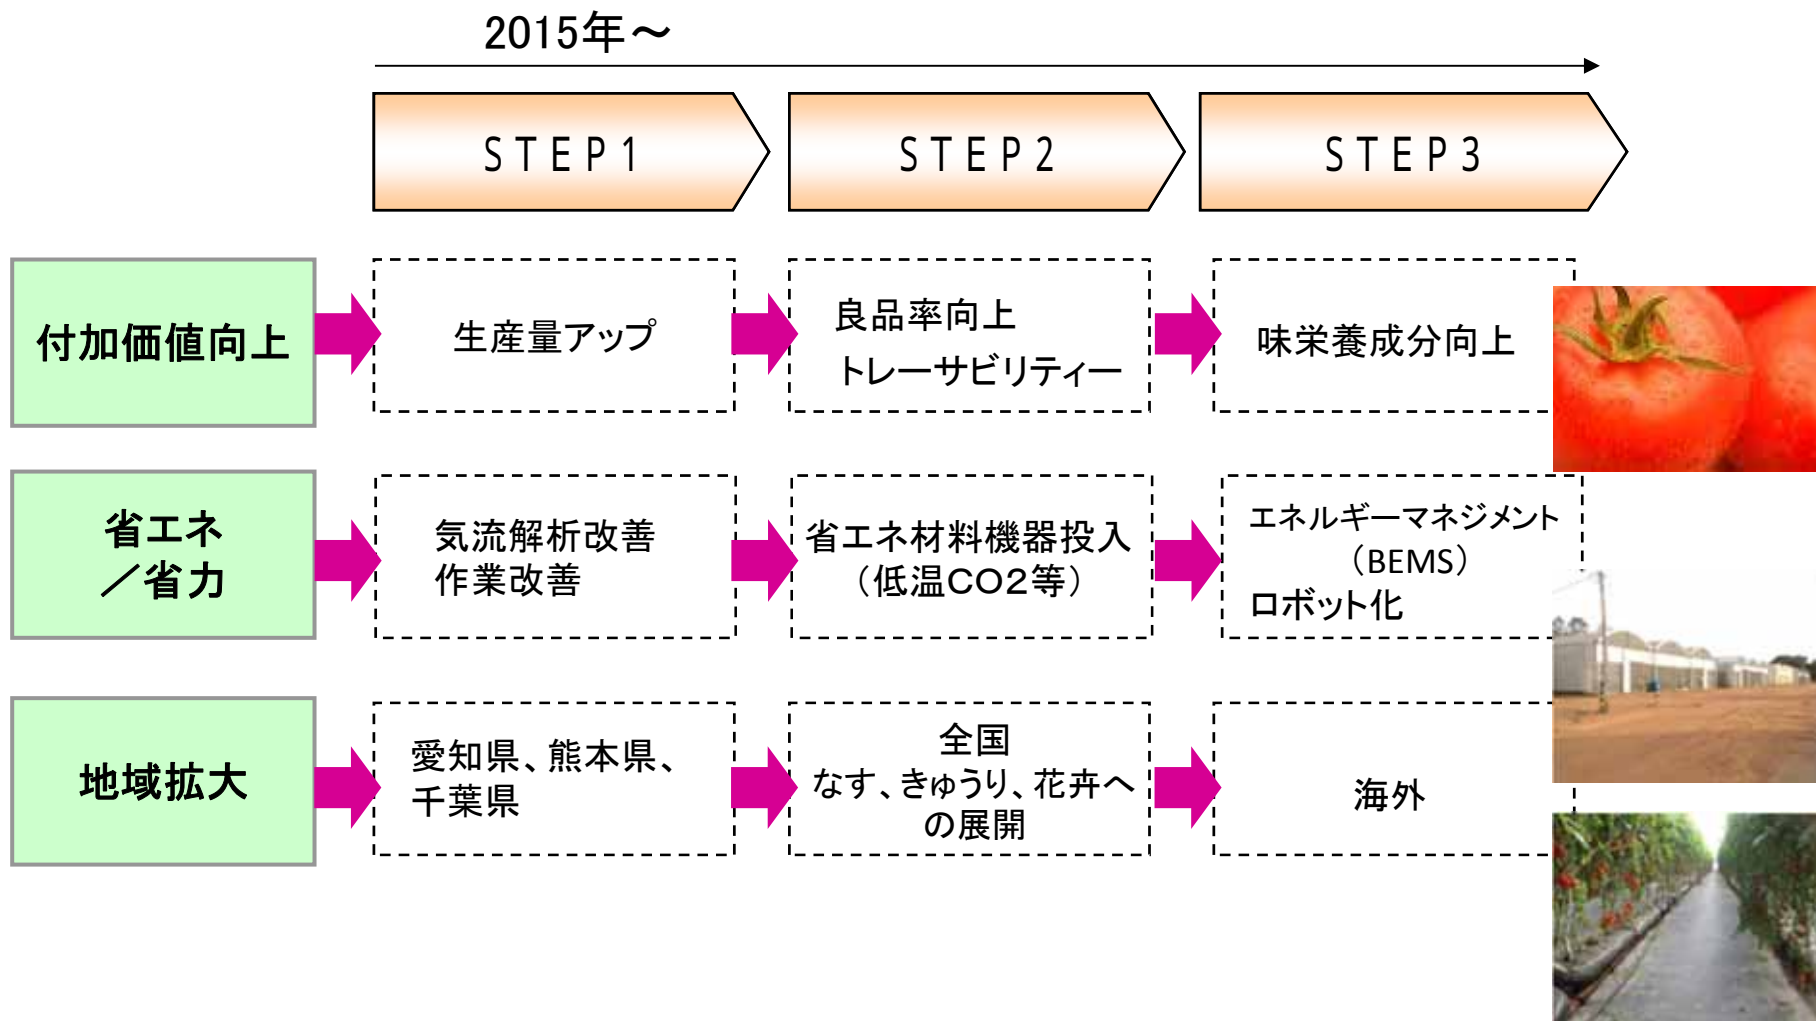 2015年～
ＳＴＥＰ１
ＳＴＥＰ２
ＳＴＥＰ３
付加価値向上
生産量アップ
良品率向上
トレーサビリティー
味栄養成分向上
省エネ
／省力
気流解析改善
作業改善
省エネ材料機器投入
（低温ＣＯ２等）
エネルギーマネジメント
（BEMS）
ロボット化
地域拡大
愛知県、熊本県、
千葉県
全国
なす、きゅうり、花卉へ
の展開
海外